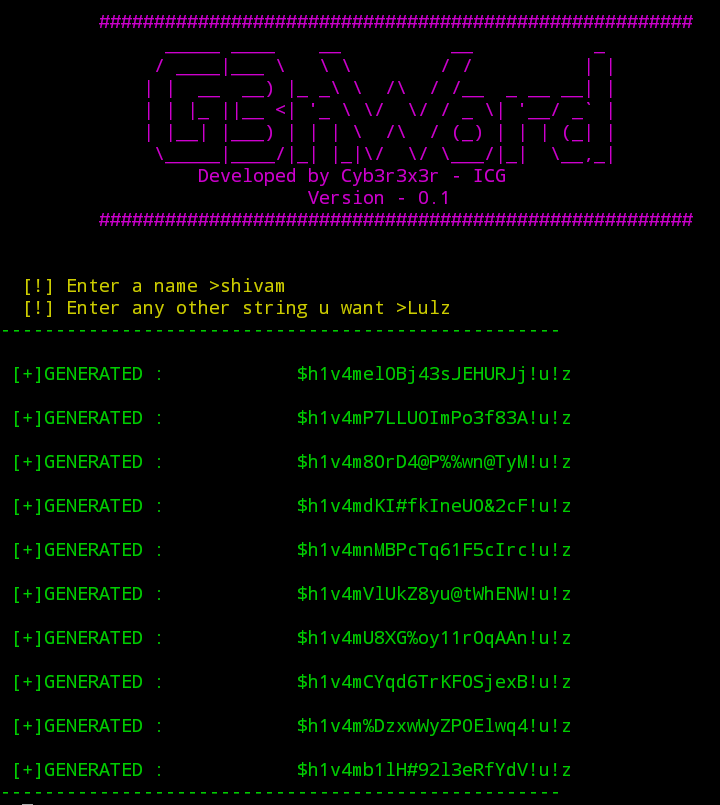 ######################################################
G3nWord
Developed by Cyb3r3x3r - ICG
Version - 0.1
######################################################
[!] Enter a name >shivam
[!] Enter any other string u want >Lulz
---------------------------------------------------
[+]GENERATED : $h1v4melOBj43sJEHURJj!u!z
[+]GENERATED : $h1v4mP7LLUOImPo3f83A!u!z
[+]GENERATED : $h1v4m8OrD4@P%%wn@TyM!u!z
[+]GENERATED : $h1v4mdKI#fkIneUO&2cF!u!z
[+]GENERATED : $h1v4mnMBPcTq61F5cIrc!u!z
[+]GENERATED : $h1v4mVlUkZ8yu@tWhENW!u!z
[+]GENERATED : $h1v4mU8XG%oy11rOqAAn!u!z
[+]GENERATED : $h1v4mCYqd6TrKFOSjexB!u!z
[+]GENERATED : $h1v4m%DzxwWyZPOElwq4!u!z
[+]GENERATED : $h1v4mb1lH#92l3eRfYdV!u!z
---------------------------------------------------